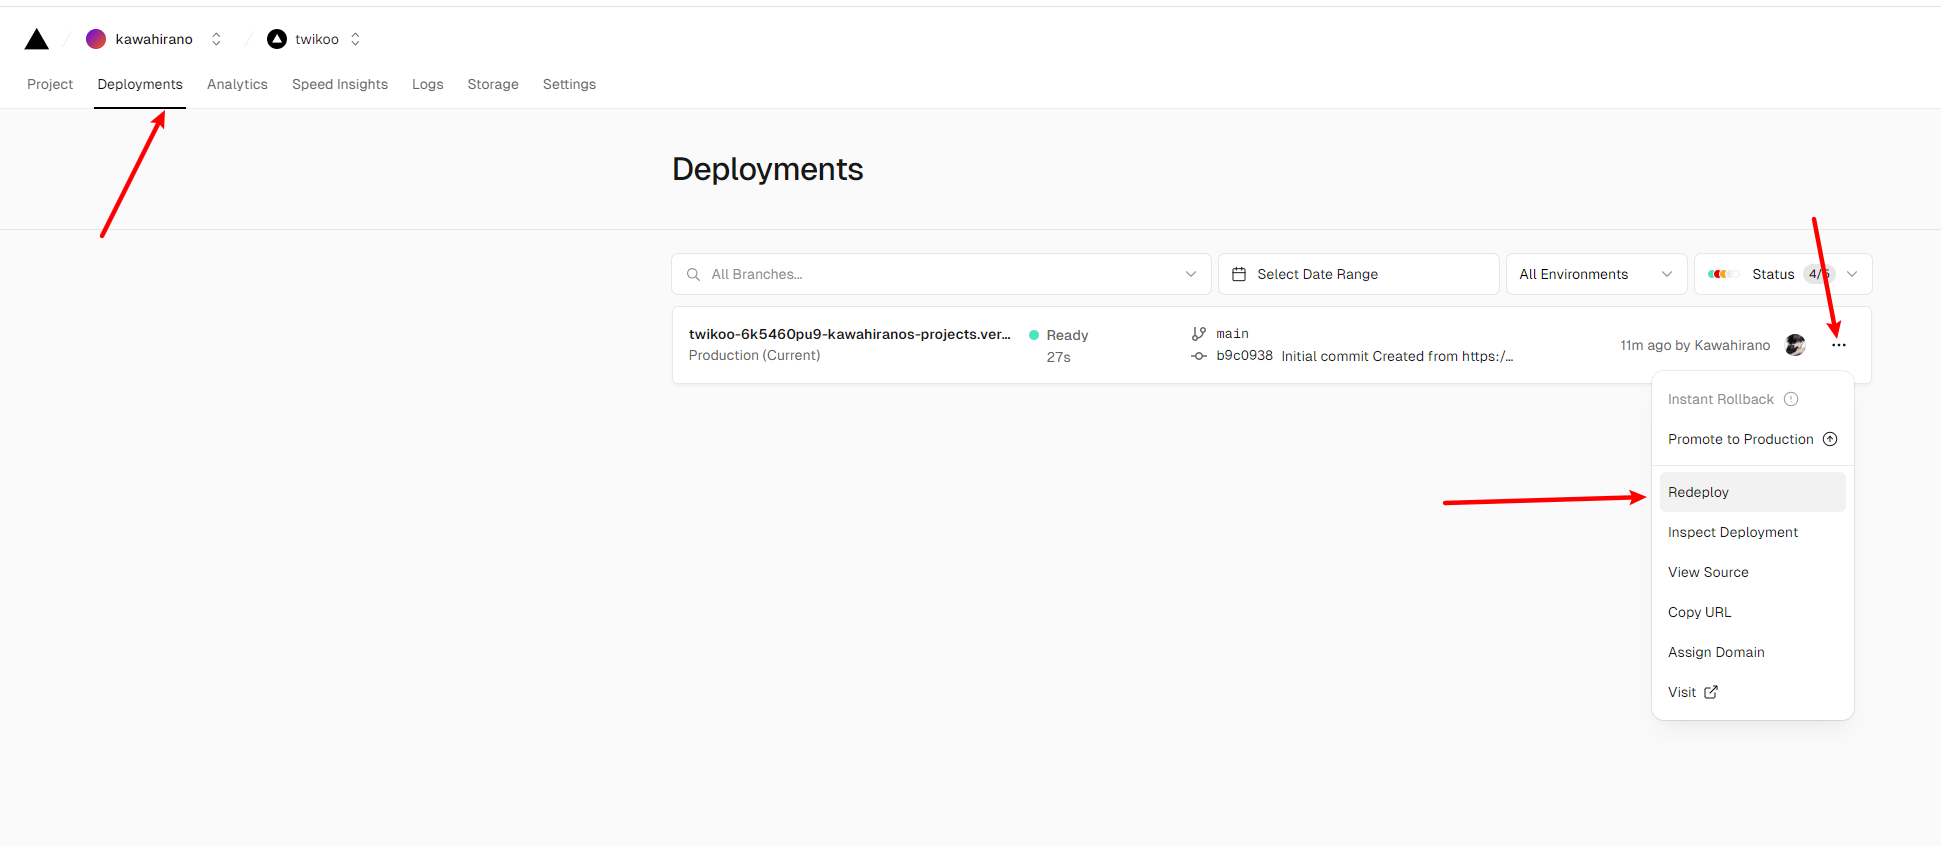 kawahirano
twikoo
Project Deployments Analytics Speed Insights Logs Storage Settings
Deployments
All Branches...
Select Date Range
All Environments
Status
twikoo-6k5460pu9-kawahiranos-projects.ver...
Ready
main
Production (Current)
27s
b9c0938 Initial commit Created from https:/...
11m ago by Kawahirano
Instant Rollback
Promote to Production
Redeploy
Inspect Deployment
View Source
Copy URL
Assign Domain
Visit